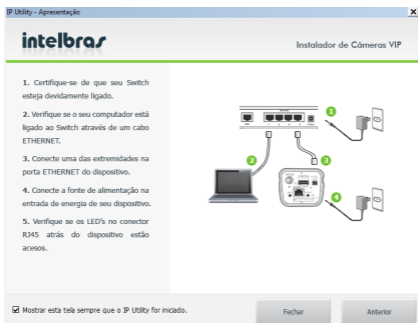 IP Utility - Apresentação
intelbras
Instalador de Câmeras VIP
1. Certifique-se de que seu Switch
esteja devidamente ligado.
2. Verifique se o seu computador está
ligado ao Switch através de um cabo
ETHERNET.
3. Conecte uma das extremidades na
porta ETHERNET do dispositivo.
4. Conecte a fonte de alimentação na
entrada de energia de seu dispositivo.
5. Verifique se os LED's no conector
RJ45 atrás do dispositivo estão
acesos.
1
2
3
4
Mostrar esta tela sempre que o IP Utility for iniciado.
Fechar
Anterior